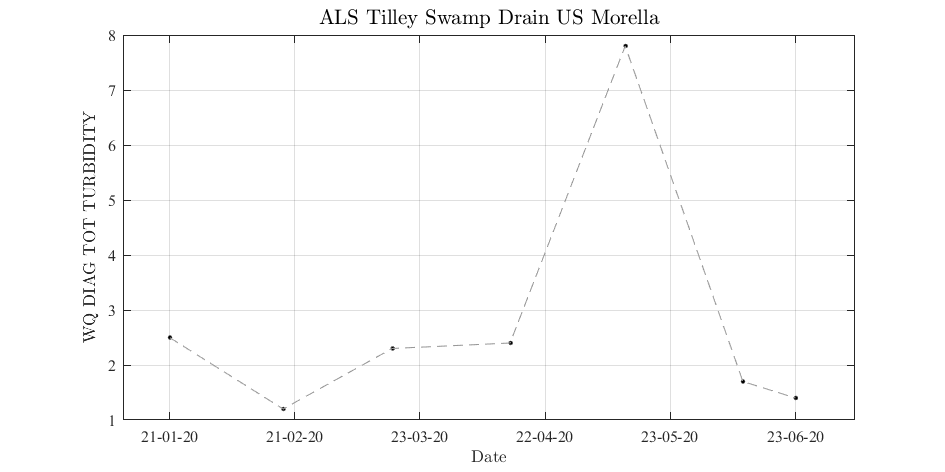 ALS Tilley Swamp Drain US Morella
WQ DIAG TOT TURBIDITY
8
7
6
5
4
3
2
1
21-01-20 21-02-20 23-03-20 22-04-20 23-05-20 23-06-20
Date